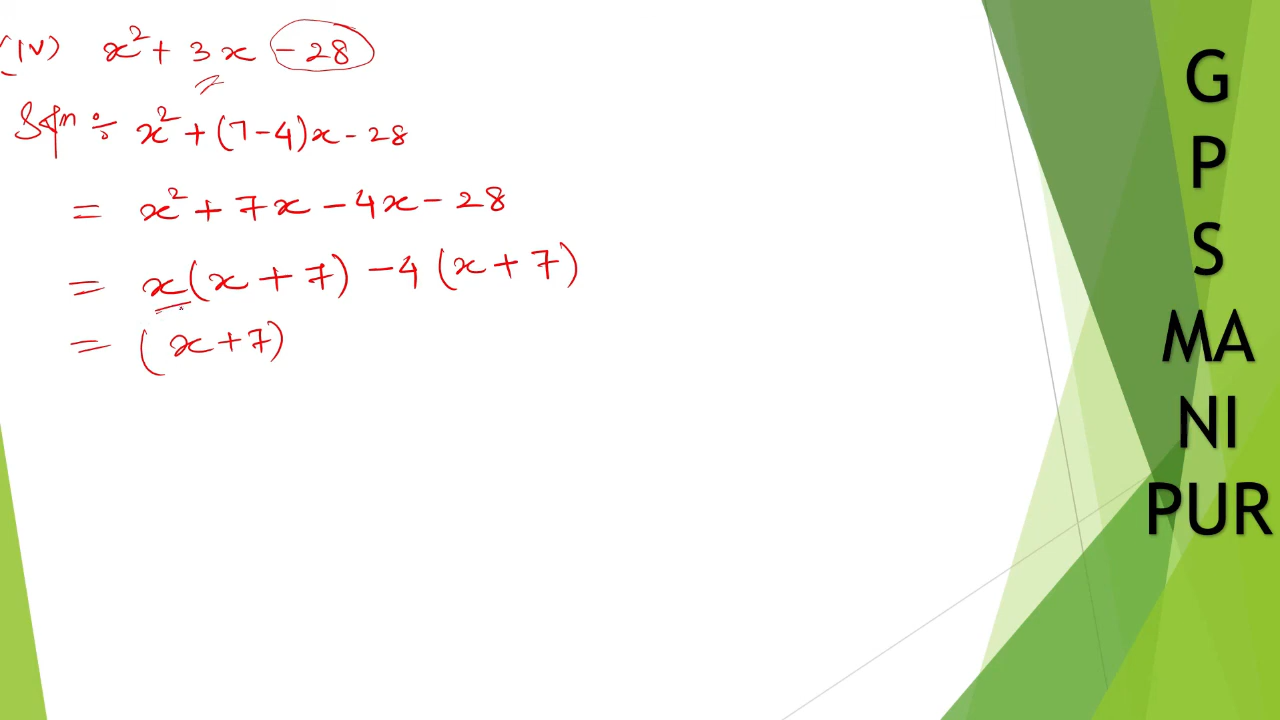 (IV) x² + 3x - 28
Sol^n ÷ x² + (7-4)x - 28
= x² + 7x - 4x - 28
= x(x + 7) - 4 (x + 7)
= (x+7)
G
P
S
MA
NI
PUR